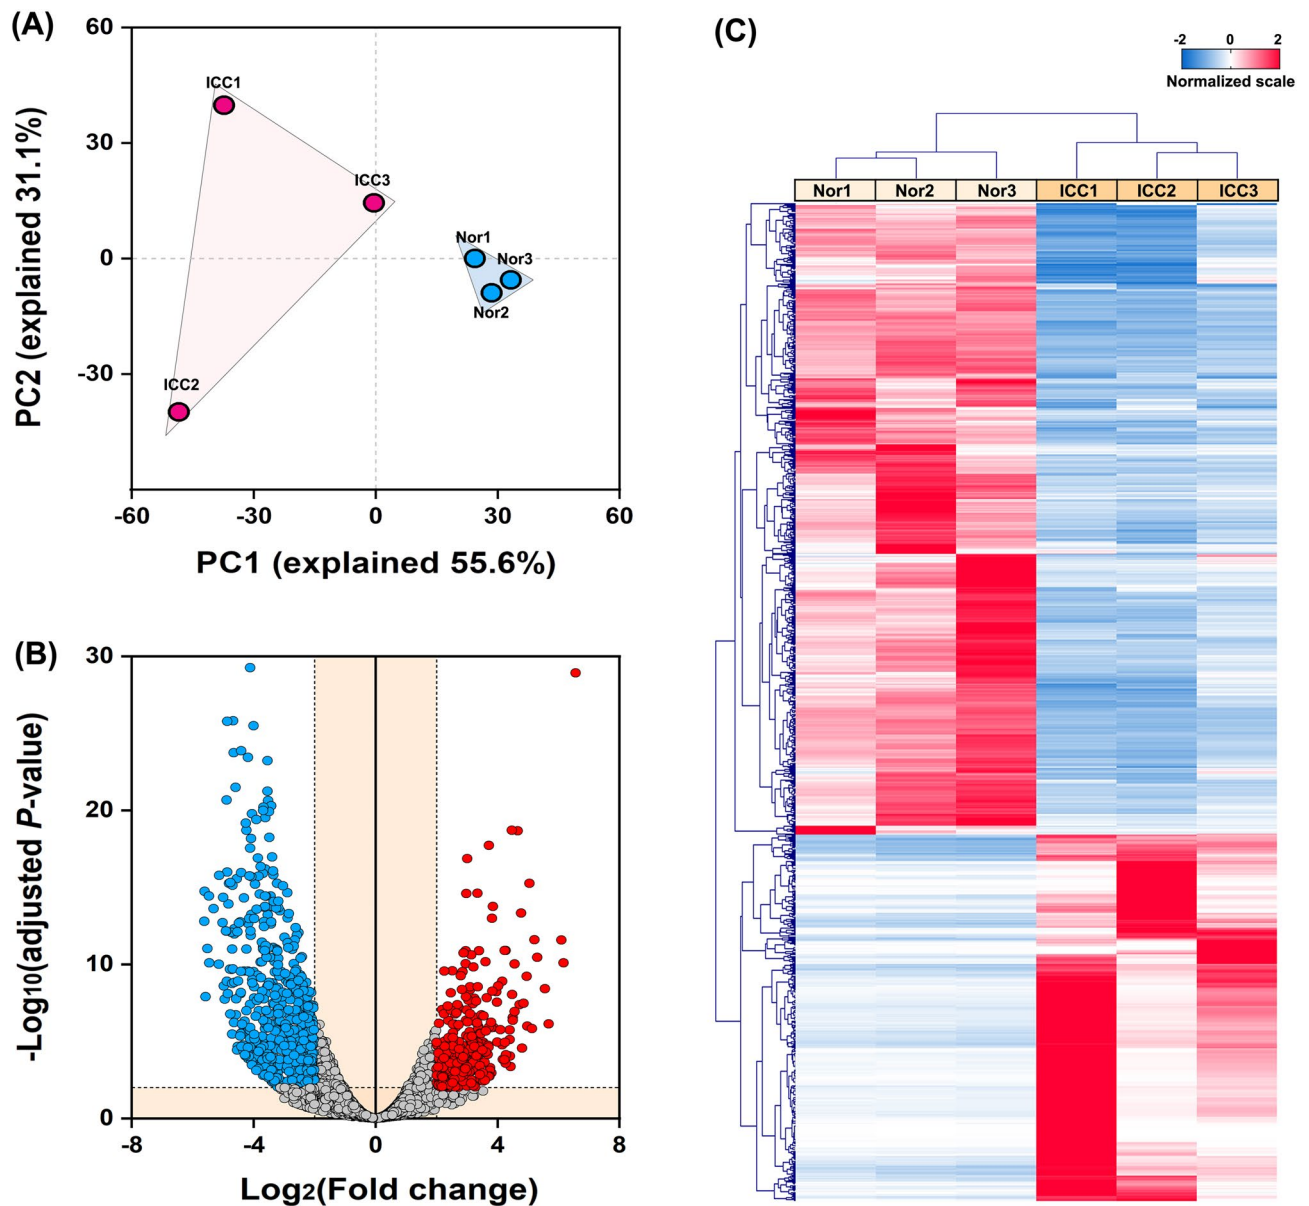 (A)
60
30
0
-30
-60
-30
0
30
60
PC2 (explained 31.1%)
PC1 (explained 55.6%)
ICC1
ICC3
ICC2
Nor1
Nor3
Nor2
(B)
30
20
10
0
-8
-4
0
4
8
-Log10(adjusted P-value)
Log2(Fold change)
(C)
-2 0 2
Normalized scale
Nor1 Nor2 Nor3 ICC1 ICC2 ICC3